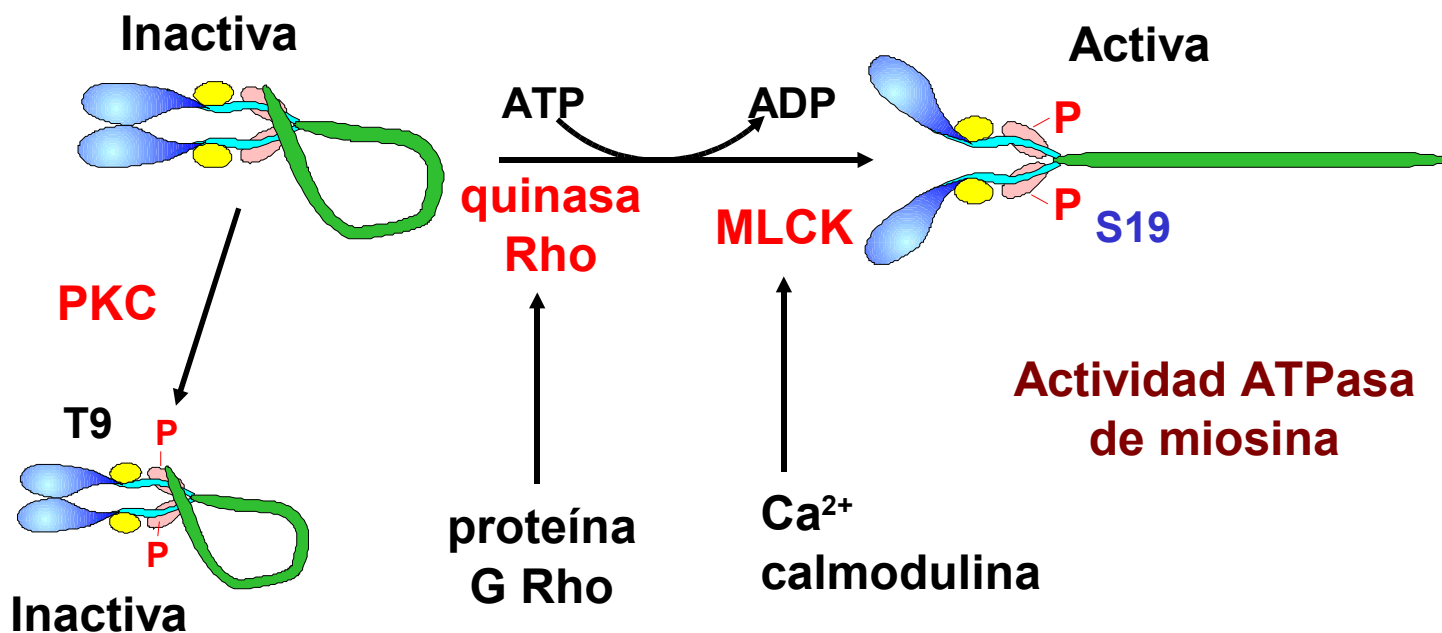 Inactiva
Activa
ATP
ADP
P
P
S19
quinasa
Rho
MLCK
PKC
T9
P
P
Inactiva
proteína
G Rho
Ca²⁺
calmodulina
Actividad ATPasa
de miosina